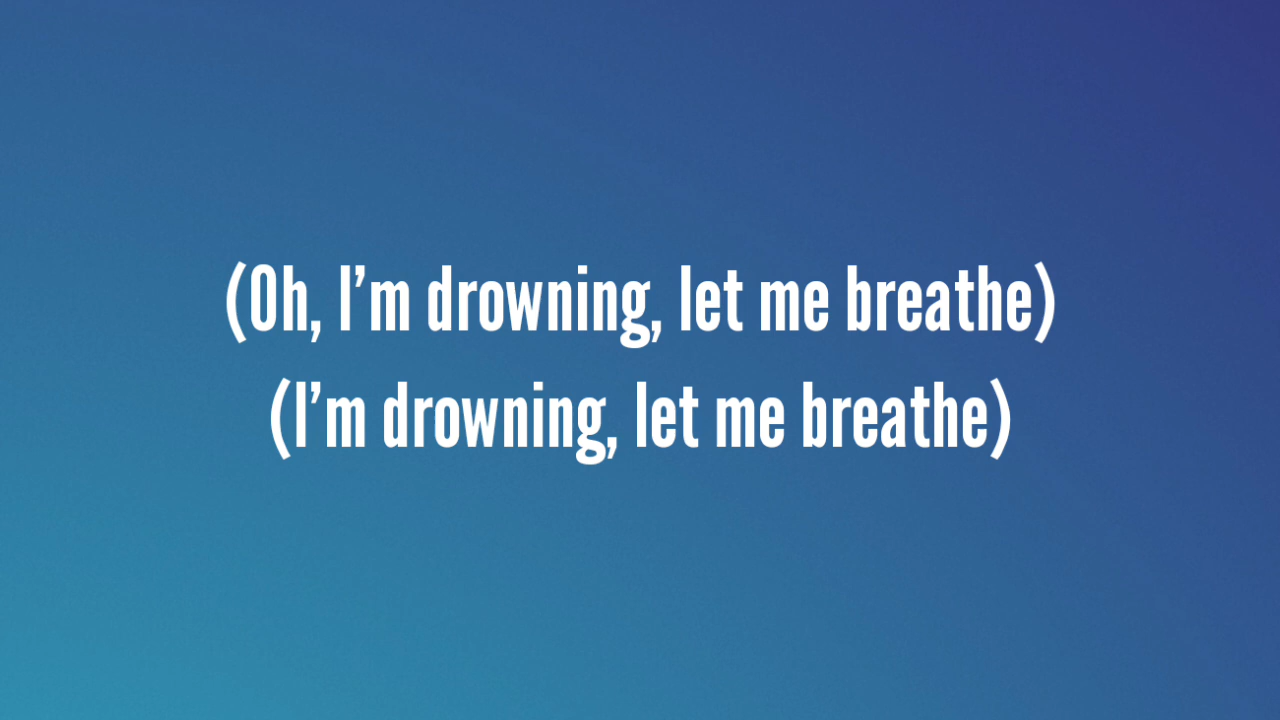 (Oh, I’m drowning, let me breathe)
(I’m drowning, let me breathe)